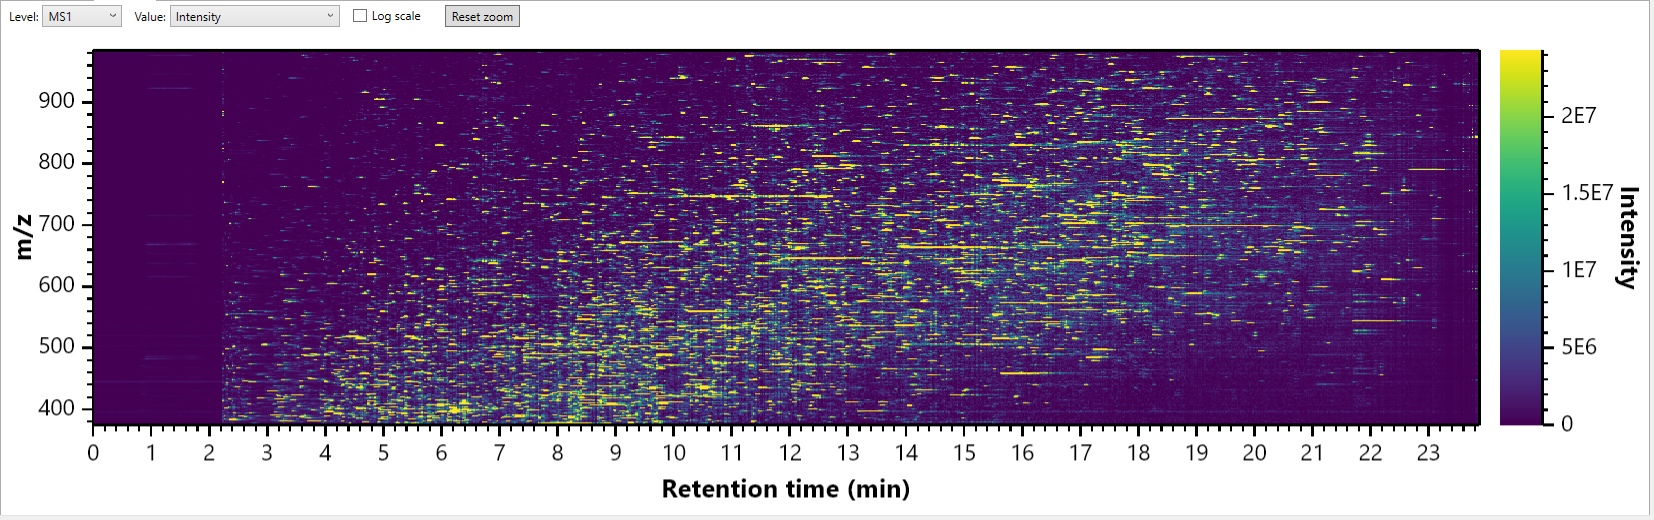 Level: MS1 Value: Intensity Log scale Reset zoom
900
800
700
600
500
400
m/z
0 1 2 3 4 5 6 7 8 9 10 11 12 13 14 15 16 17 18 19 20 21 22 23
Retention time (min)
2E7
1.5E7
1E7
5E6
0
Intensity